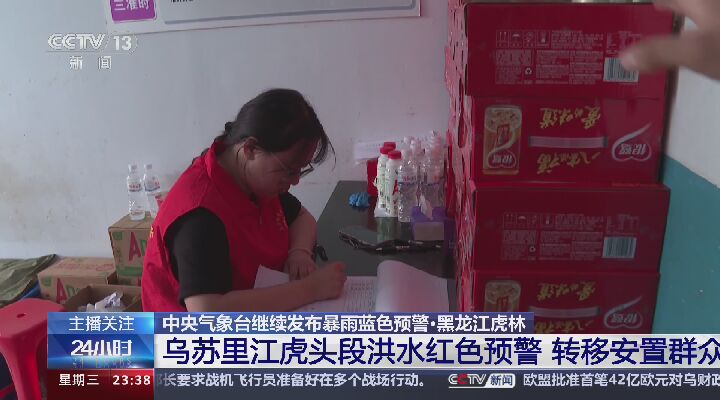 三准时
CCTV 13
新闻
主播关注
24小时
星期三 23:38
中央气象台继续发布暴雨蓝色预警·黑龙江虎林
乌苏里江虎头段洪水红色预警 转移安置群众
部长要求战机飞行员准备好在多个战场行动。 CCTV 新闻 欧盟批准首笔42亿欧元对乌财政